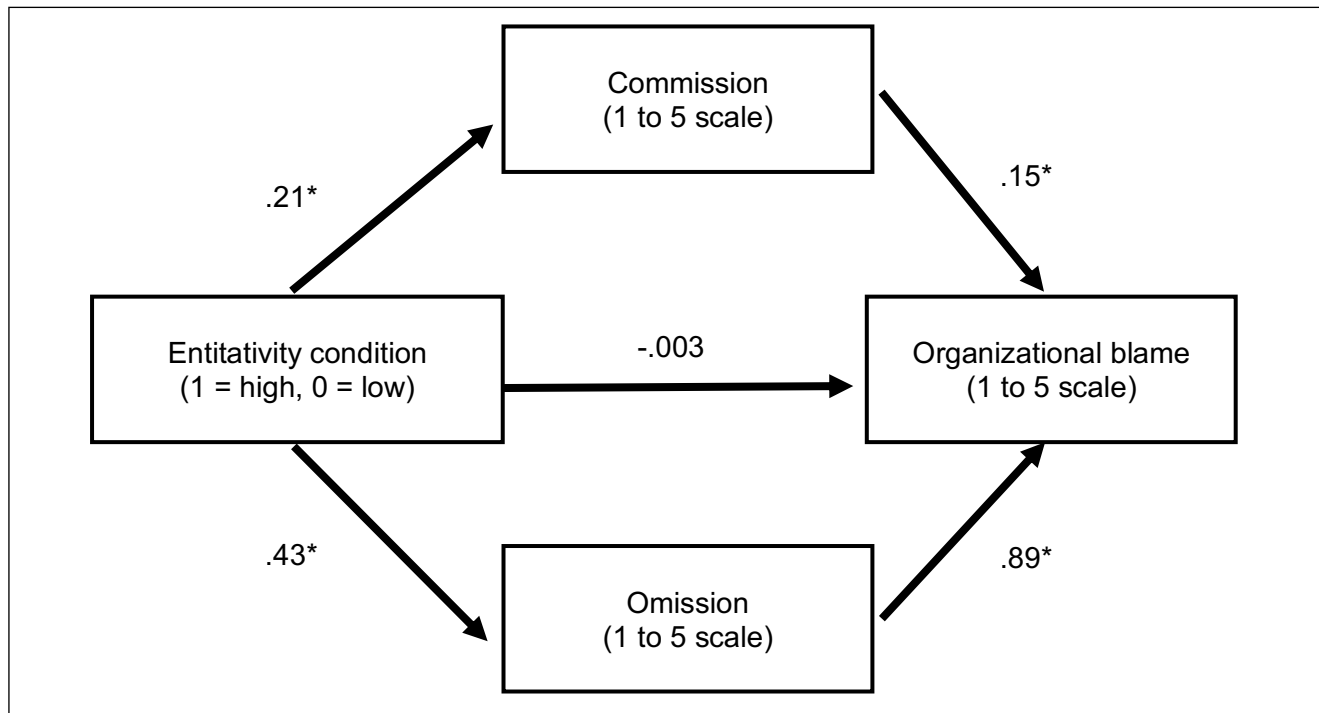 Commission
(1 to 5 scale)
.21*
.15*
Entitativity condition
(1 = high, 0 = low)
-.003
Organizational blame
(1 to 5 scale)
.43*
.89*
Omission
(1 to 5 scale)